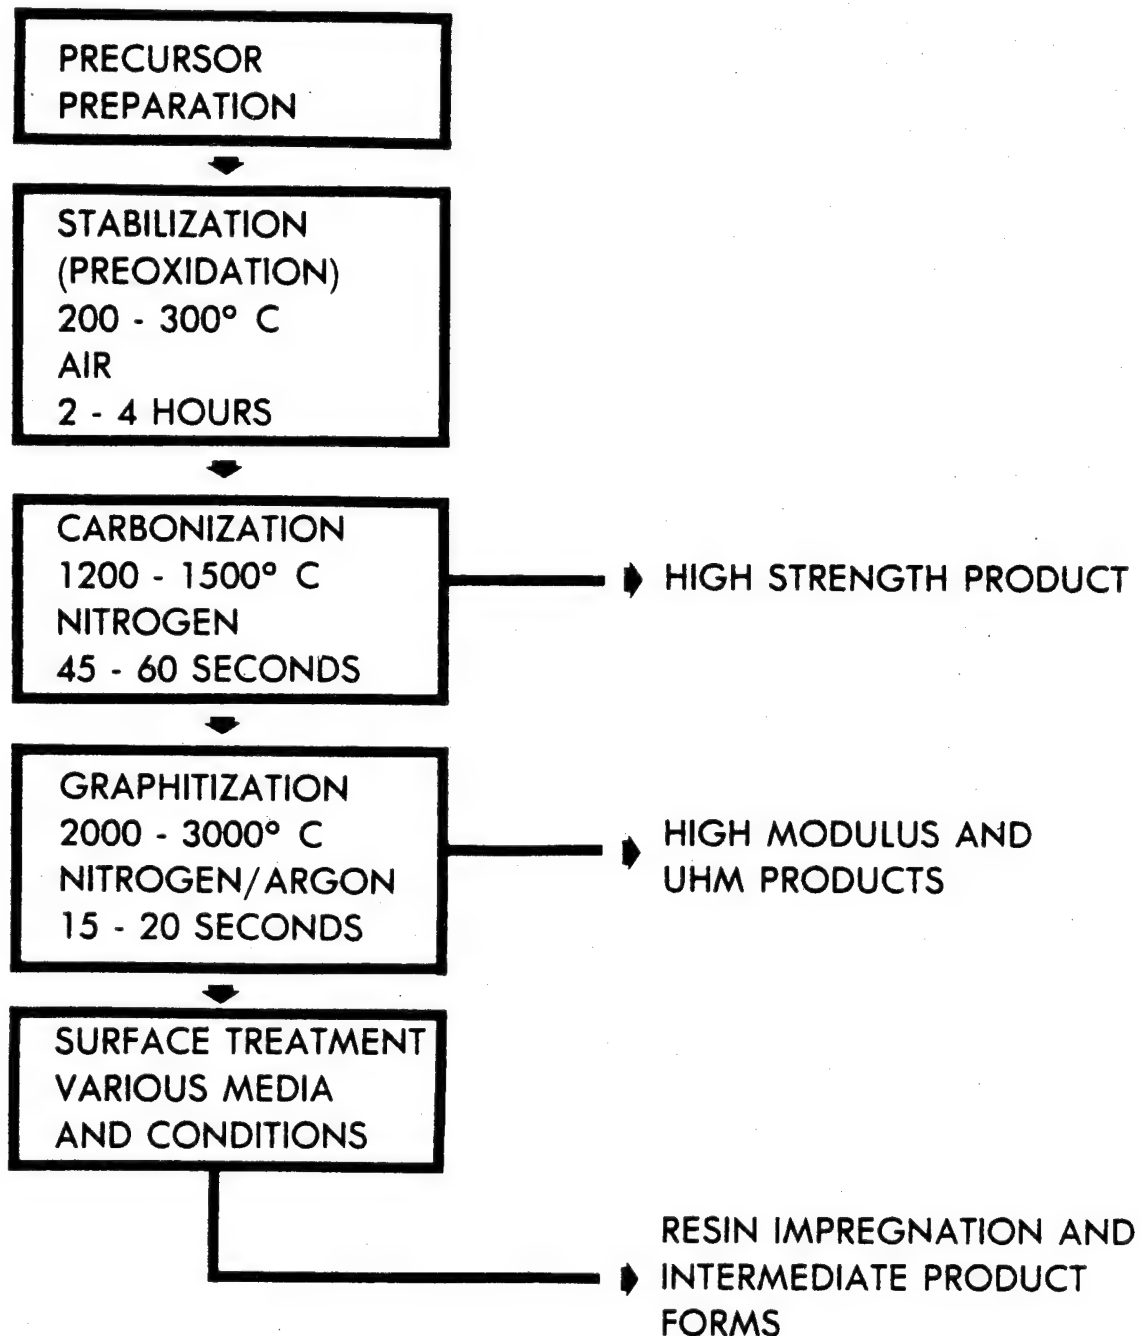 PRECURSOR
PREPARATION
STABILIZATION
(PREOXIDATION)
200 - 300° C
AIR
2 - 4 HOURS
CARBONIZATION
1200 - 1500° C
NITROGEN
45 - 60 SECONDS
HIGH STRENGTH PRODUCT
GRAPHITIZATION
2000 - 3000° C
NITROGEN/ARGON
15 - 20 SECONDS
HIGH MODULUS AND
UHM PRODUCTS
SURFACE TREATMENT
VARIOUS MEDIA
AND CONDITIONS
RESIN IMPREGNATION AND
INTERMEDIATE PRODUCT
FORMS